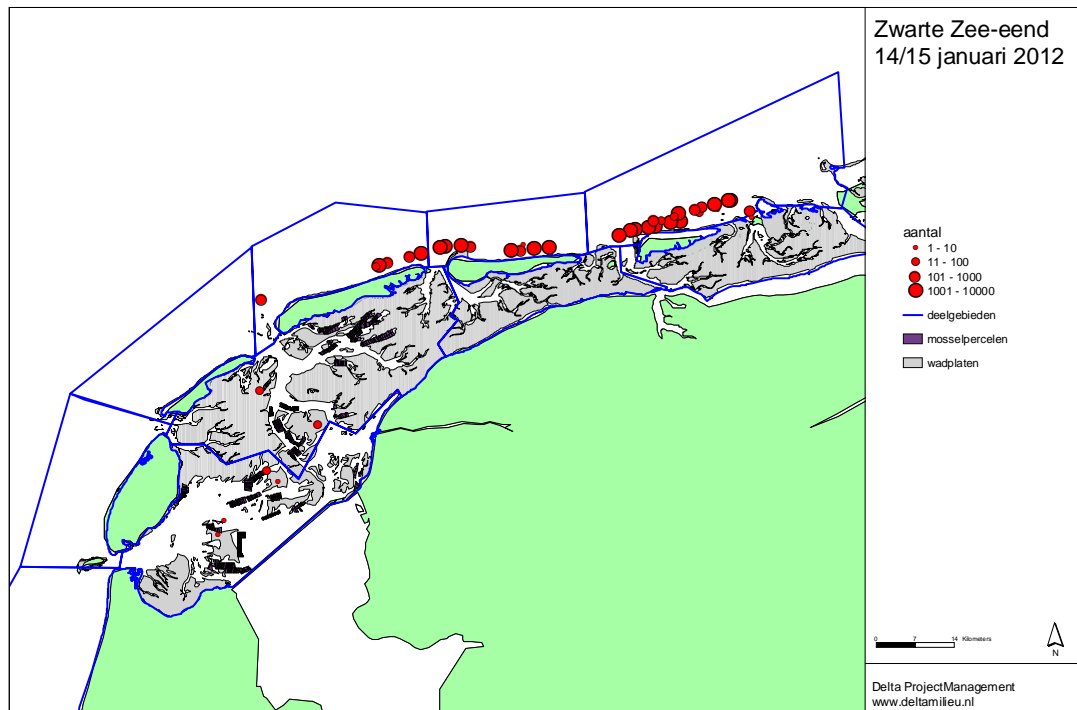 Zwarte Zee-eend
14/15 januari 2012
aantal
1 - 10
11 - 100
101 - 1000
1001 - 10000
deelgebieden
mosselpercelen
wadplaten
0 7 14 Kilometers
N
Delta ProjectManagement
www.deltamilieu.nl